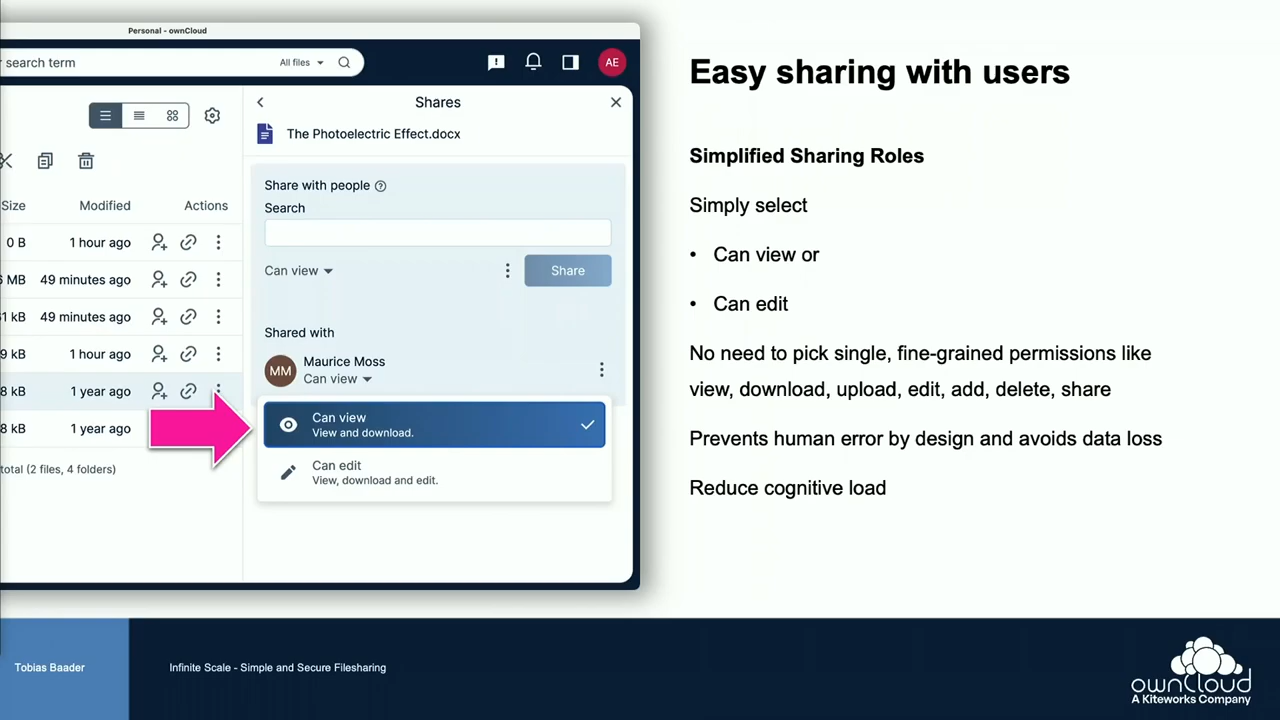 Personal - ownCloud
r search term
All files
AE
Shares
The Photoelectric Effect.docx
Share with people
Search
Can view
Share
Size Modified Actions
0 B 1 hour ago
MB 49 minutes ago
kB 49 minutes ago
9 kB 1 hour ago
8 kB 1 year ago
8 kB 1 year ago
total (2 files, 4 folders)
Shared with
MM
Maurice Moss
Can view
Can view
View and download.
Can edit
View, download and edit.
Easy sharing with users
Simplified Sharing Roles
Simply select
• Can view or
• Can edit
No need to pick single, fine-grained permissions like
view, download, upload, edit, add, delete, share
Prevents human error by design and avoids data loss
Reduce cognitive load
Tobias Baader
Infinite Scale - Simple and Secure Filesharing
ownCloud
A Kiteworks Company